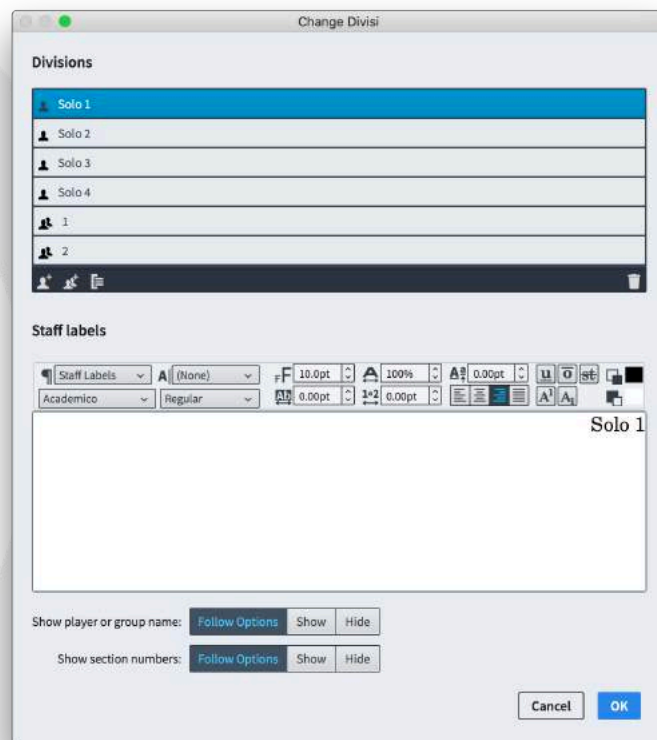 Change Divisi
Divisions
Solo 1
Solo 2
Solo 3
Solo 4
1
2
Staff labels
Staff Labels (None) 10.0pt 100% 0.00pt u o st
Academico Regular 0.00pt 0.00pt
Solo 1
Show player or group name: Follow Options Show Hide
Show section numbers: Follow Options Show Hide
Cancel OK